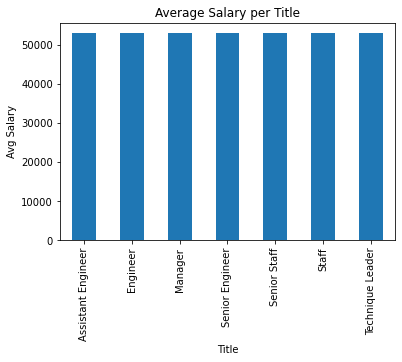 Average Salary per Title
Avg Salary
50000
40000
30000
20000
10000
0
Assistant Engineer
Engineer
Manager
Senior Engineer
Senior Staff
Staff
Technique Leader
Title